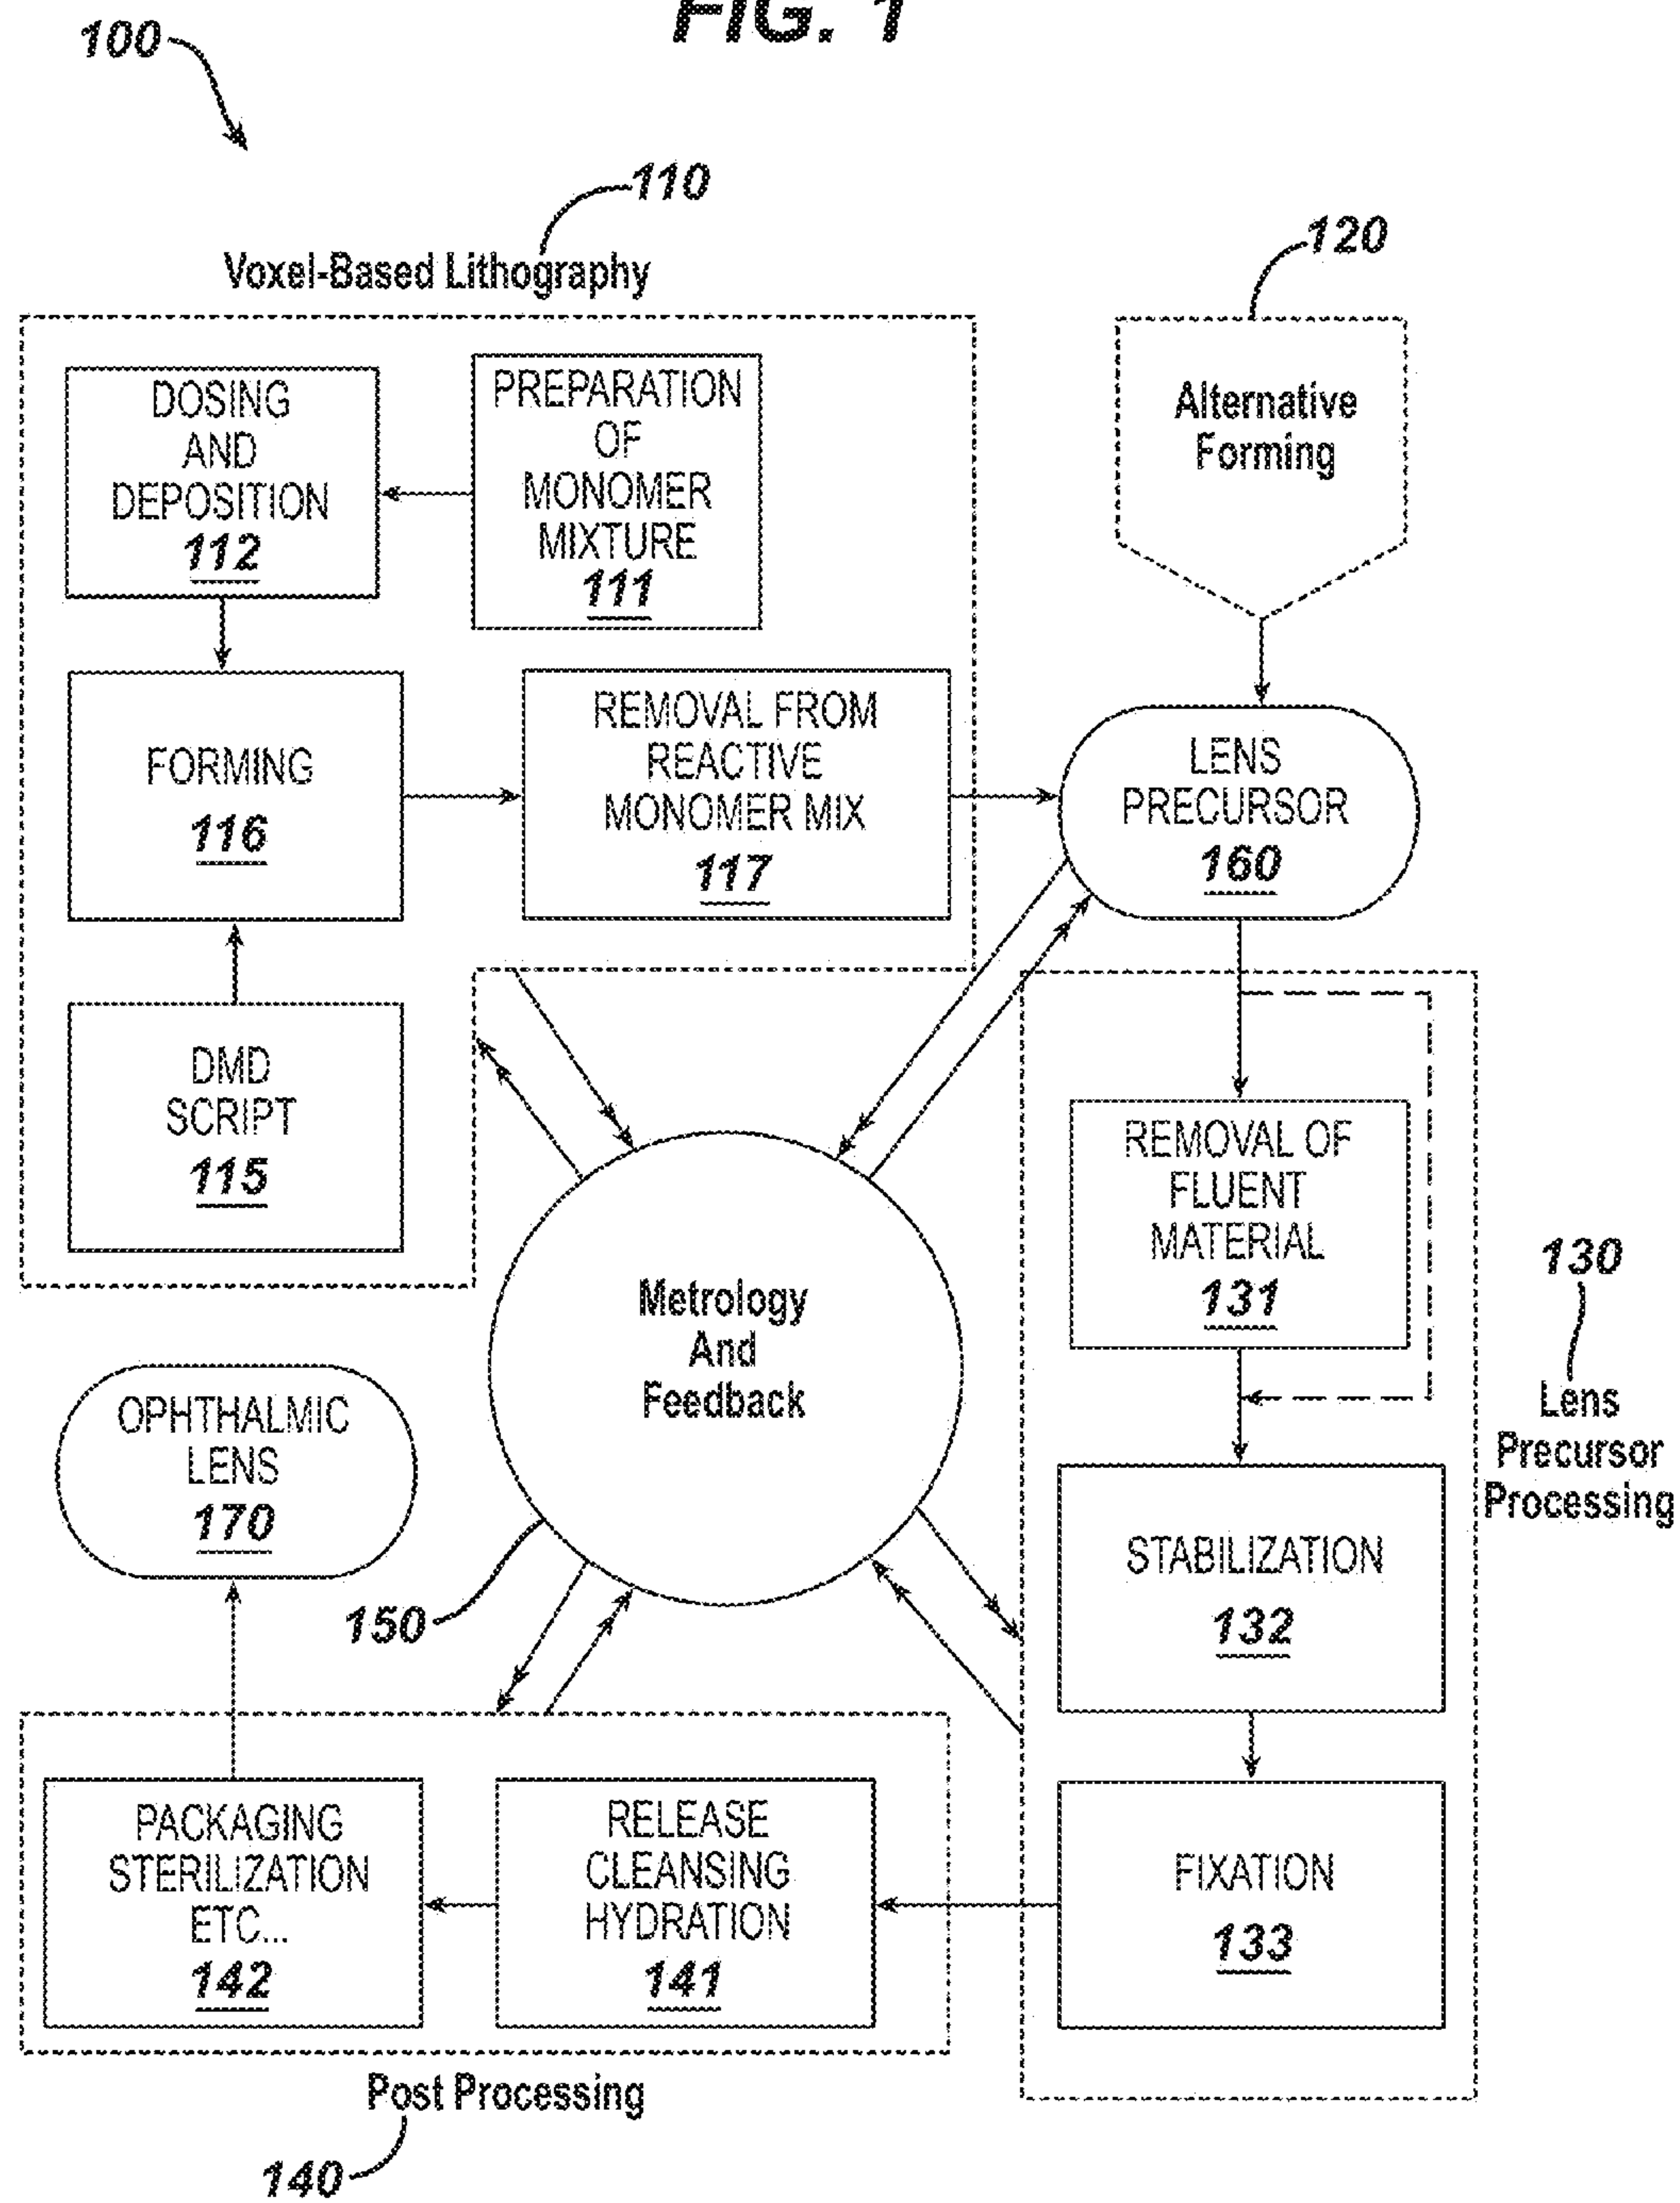 FIG. 1
100
110
Voxel-Based Lithography
120
DOSING
AND
DEPOSITION
112
PREPARATION
OF
MONOMER
MIXTURE
111
Alternative
Forming
FORMING
116
REMOVAL FROM
REACTIVE
MONOMER MIX
117
LENS
PRECURSOR
160
DMD
SCRIPT
115
REMOVAL OF
FLUENT
MATERIAL
131
130
Lens
Precursor
Processing
Metrology
And
Feedback
150
OPHTHALMIC
LENS
170
STABILIZATION
132
FIXATION
133
PACKAGING
STERILIZATION
ETC...
142
RELEASE
CLEANSING
HYDRATION
141
Post Processing
140